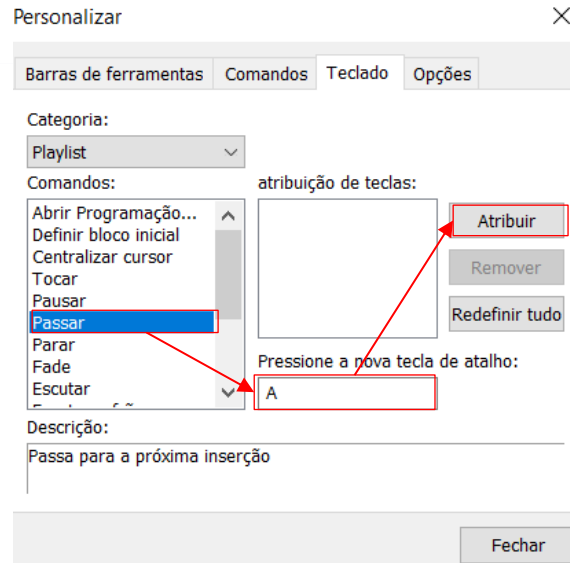 Personalizar
Barras de ferramentas Comandos Teclado Opções
Categoria:
Playlist
Comandos: atribuição de teclas:
Abrir Programação...
Definir bloco inicial
Centralizar cursor
Tocar
Pausar
Passar
Parar
Fade
Escutar
Atribuir
Remover
Redefinir tudo
Pressione a nova tecla de atalho:
A
Descrição:
Passa para a próxima inserção
Fechar